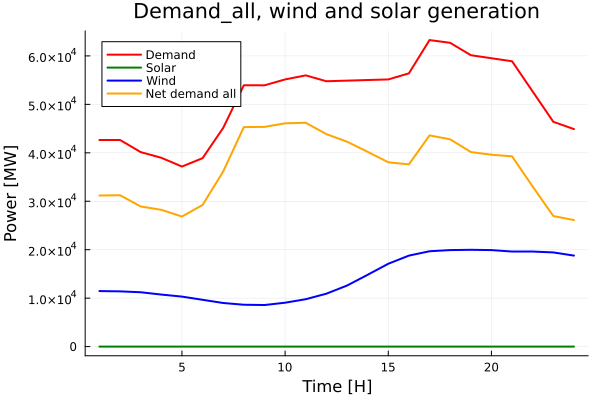 Demand_all, wind and solar generation
Demand
Solar
Wind
Net demand all
Power [MW]
6.0×10⁴
5.0×10⁴
4.0×10⁴
3.0×10⁴
2.0×10⁴
1.0×10⁴
0
5 10 15 20
Time [H]